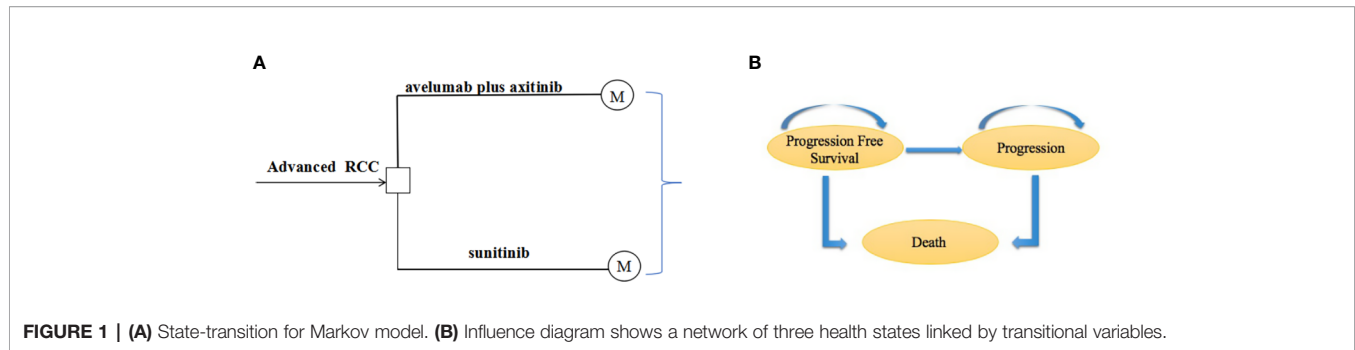 A
avelumab plus axitinib
M
Advanced RCC
sunitinib
M
B
Progression Free
Survival
Progression
Death
FIGURE 1 | (A) State-transition for Markov model. (B) Influence diagram shows a network of three health states linked by transitional variables.